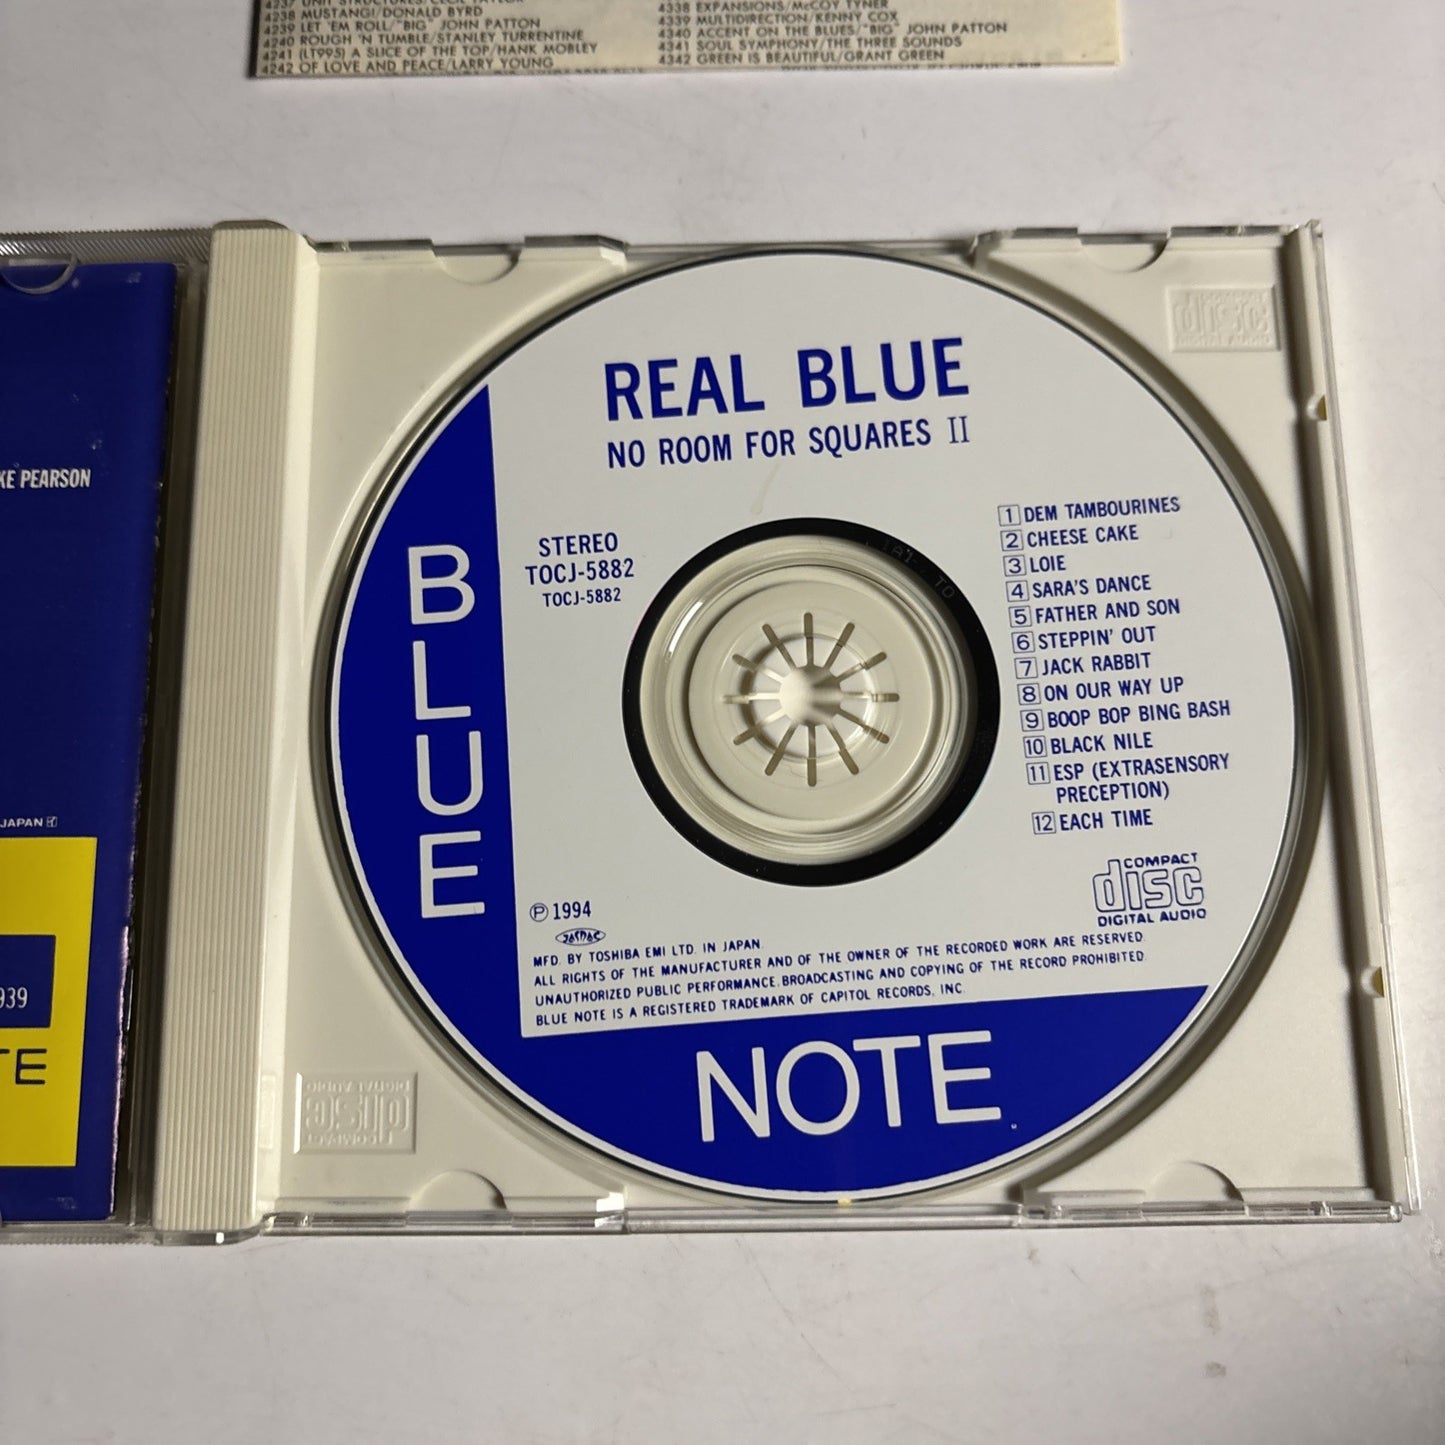 4237 UNIT STRUCTURES/CECIL TAYLOR
4238 MUSTANG!/DONALD BYRD
4239 LET 'EM ROLL/"BIG" JOHN PATTON
4240 ROUGH 'N TUMBLE/STANLEY TURRENTINE
4241 (LT995) A SLICE OF THE TOP/HANK MOBLEY
4242 OF LOVE AND PEACE/LARRY YOUNG
4338 EXPANSIONS/McCOY TYNER
4339 MULTIDIRECTION/KENNY COX
4340 ACCENT ON THE BLUES/"BIG" JOHN PATTON
4341 SOUL SYMPHONY/THE THREE SOUNDS
4342 GREEN IS BEAUTIFUL/GRANT GREEN
KE PEARSON
JAPAN
939
TE
REAL BLUE
NO ROOM FOR SQUARES II
STEREO
TOCJ-5882
TOCJ-5882
1 DEM TAMBOURINES
2 CHEESE CAKE
3 LOIE
4 SARA'S DANCE
5 FATHER AND SON
6 STEPPIN' OUT
7 JACK RABBIT
8 ON OUR WAY UP
9 BOOP BOP BING BASH
10 BLACK NILE
11 ESP (EXTRASENSORY
PRECEPTION)
12 EACH TIME
COMPACT
disc
DIGITAL AUDIO
BLUE
℗ 1994
JASRAC
MFD. BY TOSHIBA EMI LTD. IN JAPAN.
ALL RIGHTS OF THE MANUFACTURER AND OF THE OWNER OF THE RECORDED WORK ARE RESERVED.
UNAUTHORIZED PUBLIC PERFORMANCE, BROADCASTING AND COPYING OF THE RECORD PROHIBITED.
BLUE NOTE IS A REGISTERED TRADEMARK OF CAPITOL RECORDS, INC.
NOTE
COMPACT
disc
DIGITAL AUDIO
COMPACT
disc
DIGITAL AUDIO